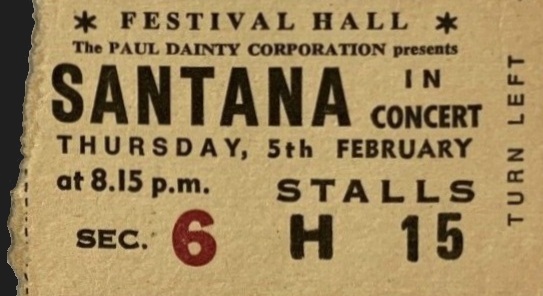 * FESTIVAL HALL *
The PAUL DAINTY CORPORATION presents
SANTANA IN CONCERT
THURSDAY, 5th FEBRUARY
at 8.15 p.m. STALLS
SEC. 6 H 15
TURN LEFT